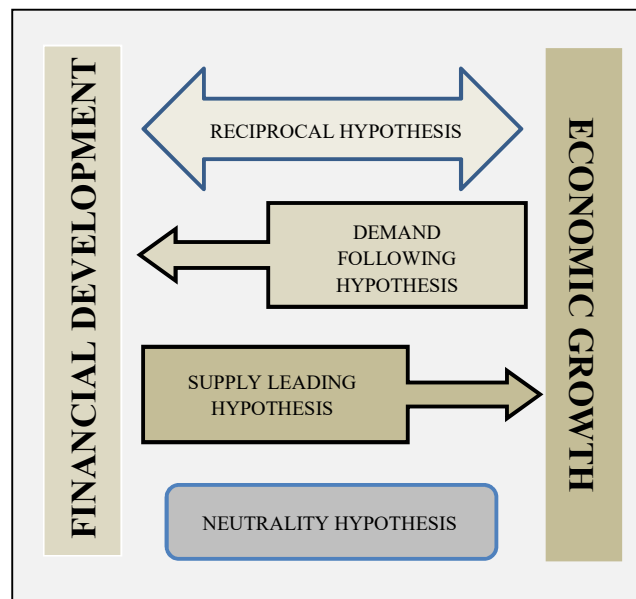 FINANCIAL DEVELOPMENT
RECIPROCAL HYPOTHESIS
DEMAND
FOLLOWING
HYPOTHESIS
SUPPLY LEADING
HYPOTHESIS
NEUTRALITY HYPOTHESIS
ECONOMIC GROWTH